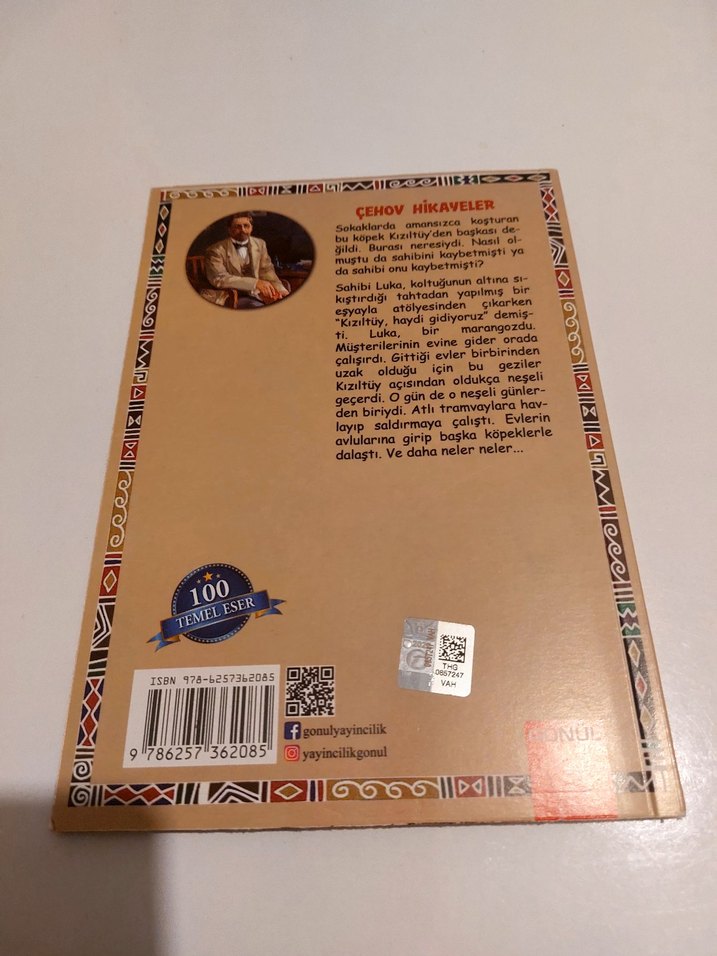 ÇEHOV HİKAYELER
Sokaklarda amansızca koşturan
bu köpek Kızıltüy'den başkası de-
ğildi. Burası neresiydi. Nasıl ol-
muştu da sahibini kaybetmişti ya
da sahibi onu kaybetmişti?
Sahibi Luka, koltuğunun altına sı-
kıştırdığı tahtadan yapılmış bir
eşyayla atölyesinden çıkarken
"Kızıltüy, haydi gidiyoruz" demiş-
ti. Luka, bir marangozdu.
Müşterilerinin evine gider orada
çalışırdı. Gittiği evler birbirinden
uzak olduğu için bu geziler
Kızıltüy açısından oldukça neşeli
geçerdi. O gün de o neşeli günler-
den biriydi. Atlı tramvaylara hav-
layıp saldırmaya çalıştı. Evlerin
avlularına girip başka köpeklerle
dalaştı. Ve daha neler neler...
100
TEMEL ESER
ISBN 978-6257362085
9 786257 362085
gonulyayincilik
yayincilikgonul
THG
0857247
VAH
GÖNÜL